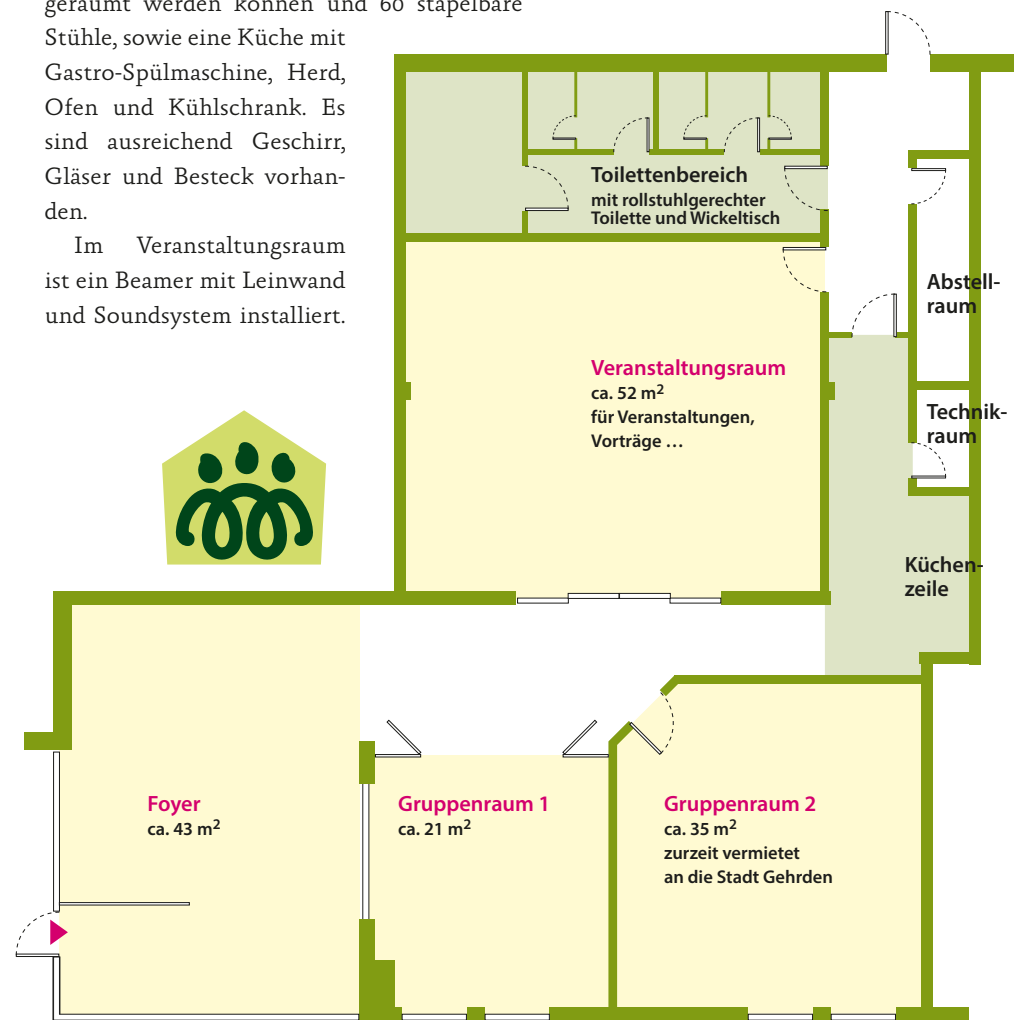 geräumt werden können und 60 stapelbare
Stühle, sowie eine Küche mit
Gastro-Spülmaschine, Herd,
Ofen und Kühlschrank. Es
sind ausreichend Geschirr,
Gläser und Besteck vorhan-
den.
Im Veranstaltungsraum
ist ein Beamer mit Leinwand
und Soundsystem installiert.
Toilettenbereich
mit rollstuhlgerechter
Toilette und Wickeltisch
Abstell-
raum
Veranstaltungsraum
ca. 52 m²
für Veranstaltungen,
Vorträge …
Technik-
raum
Küchen-
zeile
Foyer
ca. 43 m²
Gruppenraum 1
ca. 21 m²
Gruppenraum 2
ca. 35 m²
zurzeit vermietet
an die Stadt Gehrden